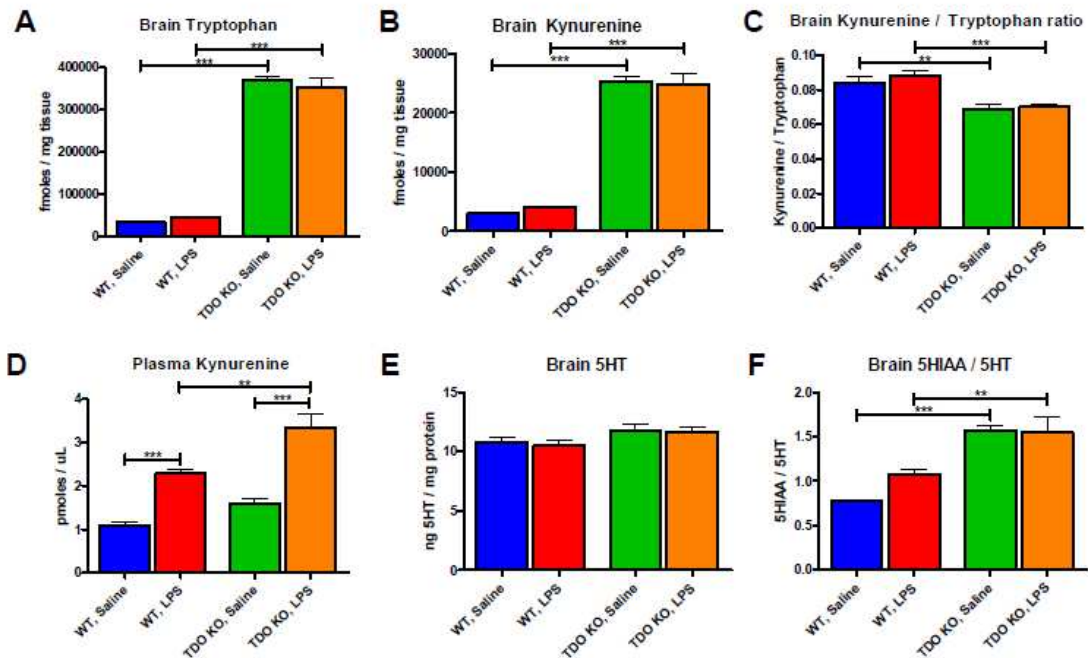 A
Brain Tryptophan
***
***
fmoles / mg tissue
400000
300000
200000
100000
0
WT, Saline
WT, LPS
TDO KO, Saline
TDO KO, LPS
B
Brain Kynurenine
***
***
fmoles / mg tissue
30000
20000
10000
0
WT, Saline
WT, LPS
TDO KO, Saline
TDO KO, LPS
C
Brain Kynurenine / Tryptophan ratio
***
**
Kynurenine / Tryptophan
0.10
0.08
0.06
0.04
0.02
0.00
WT, Saline
WT, LPS
TDO KO, Saline
TDO KO, LPS
D
Plasma Kynurenine
**
***
***
pmoles / uL
4
3
2
1
0
WT, Saline
WT, LPS
TDO KO, Saline
TDO KO, LPS
E
Brain 5HT
ng 5HT / mg protein
15
10
5
0
WT, Saline
WT, LPS
TDO KO, Saline
TDO KO, LPS
F
Brain 5HIAA / 5HT
**
***
5HIAA / 5HT
2.0
1.5
1.0
0.5
0.0
WT, Saline
WT, LPS
TDO KO, Saline
TDO KO, LPS